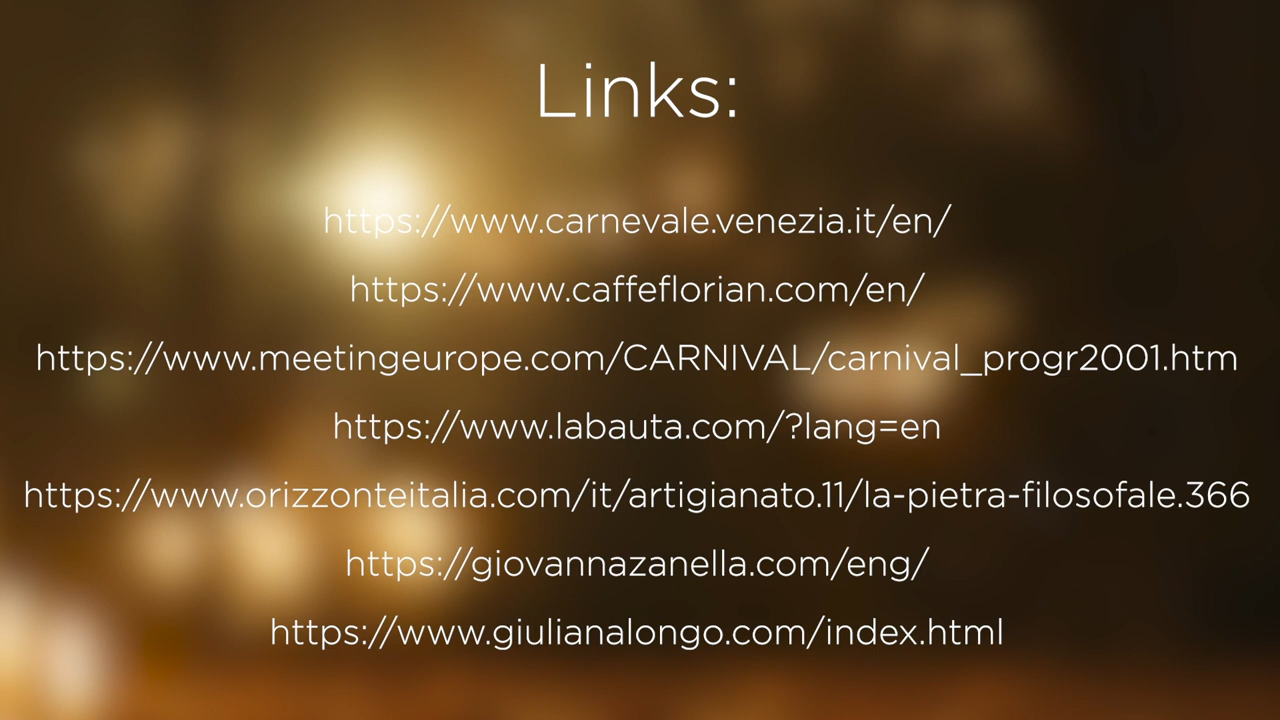 Links:
https://www.carnevale.venezia.it/en/
https://www.caffeflorian.com/en/
https://www.meetingeurope.com/CARNIVAL/carnival_progr2001.htm
https://www.labauta.com/?lang=en
https://www.orizzonteitalia.com/it/artigianato.11/la-pietra-filosofale.366
https://giovannazanella.com/eng/
https://www.giulianalongo.com/index.html